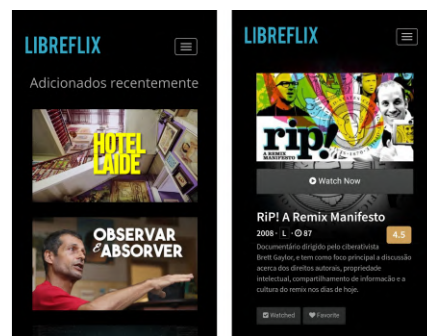 LIBREFLIX
Adicionados recentemente
HOTEL
LAIDE
OBSERVAR
E ABSORVER
LIBREFLIX
rip!
A REMIX
MANIFESTO
Watch Now
RiP! A Remix Manifesto
2008 · L · 87
4.5
Documentário dirigido pelo ciberativista
Brett Gaylor, e tem como foco principal a discussão
acerca dos direitos autorais, propriedade
intelectual, compartilhamento de informacão e a
cultura do remix nos dias de hoje.
Watched
Favorite